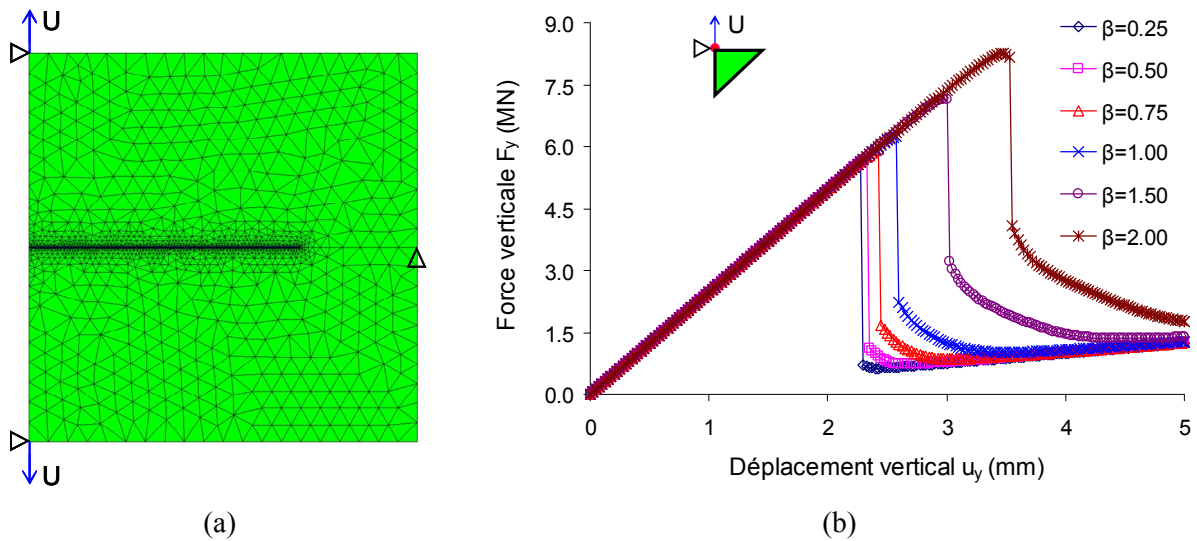 U
U
(a)
Force verticale Fy (MN)
9.0
7.5
6.0
4.5
3.0
1.5
0.0
U
β=0.25
β=0.50
β=0.75
β=1.00
β=1.50
β=2.00
0 1 2 3 4 5
Déplacement vertical uy (mm)
(b)